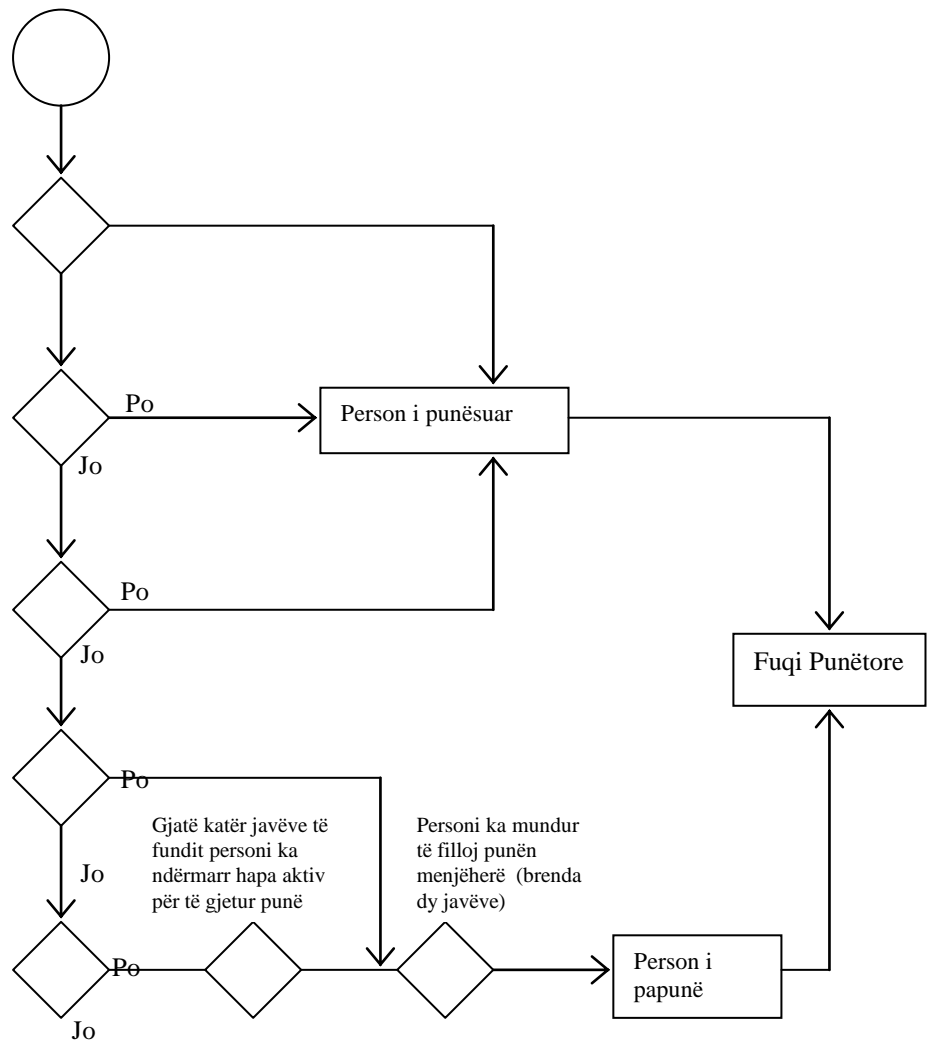 Po
Person i punësuar
Jo
Po
Jo
Fuqi Punëtore
Po
Gjatë katër javëve të
fundit personi ka
ndërmarr hapa aktiv
për të gjetur punë
Personi ka mundur
të filloj punën
menjëherë (brenda
dy javëve)
Jo
Po
Person i
papunë
Jo